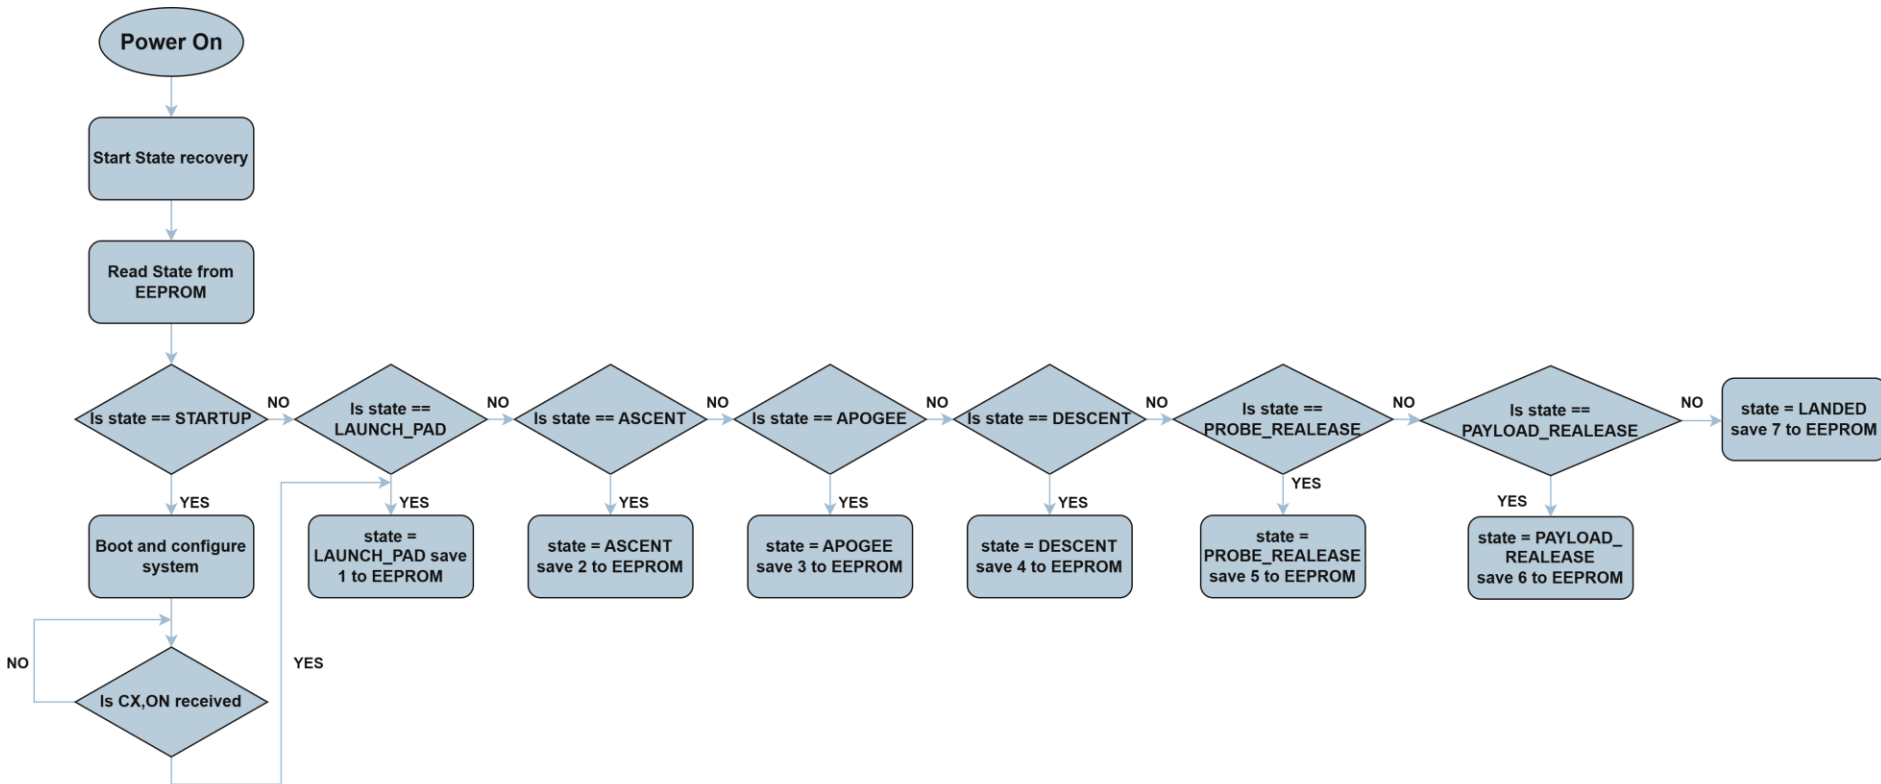 Power On
Start State recovery
Read State from
EEPROM
Is state == STARTUP
NO
Is state ==
LAUNCH_PAD
NO
Is state == ASCENT
NO
Is state == APOGEE
NO
Is state == DESCENT
NO
Is state ==
PROBE_REALEASE
NO
Is state ==
PAYLOAD_REALEASE
NO
state = LANDED
save 7 to EEPROM
YES
YES
YES
YES
YES
YES
YES
Boot and configure
system
state =
LAUNCH_PAD save
1 to EEPROM
state = ASCENT
save 2 to EEPROM
state = APOGEE
save 3 to EEPROM
state = DESCENT
save 4 to EEPROM
state =
PROBE_REALEASE
save 5 to EEPROM
state = PAYLOAD_
REALEASE
save 6 to EEPROM
NO
YES
Is CX,ON received